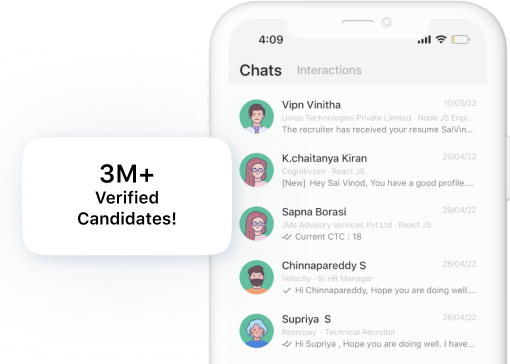 4:09
Chats Interactions
3M+
Verified
Candidates!
Vipn Vinitha 10/05/22
Uviqo Technologies Private Limited · Node JS Engi..
The recruiter has received your resume SaiVin...
K.chaitanya Kiran 29/04/22
Cognitivzen · React JS
[New] Hey Sai Vinod, You have a good profile....
Sapna Borasi 29/04/22
JMs Advisory services Pvt Ltd · React JS
Current CTC : 18
Chinnapareddy S 28/04/22
Velocity · Sr.HR Manager
Hi Chinnapareddy, Hope you are doing well....
Supriya S 28/04/22
Razorpay · Technical Recruiter
Hi Supriya , Hope you are doing well. I have...